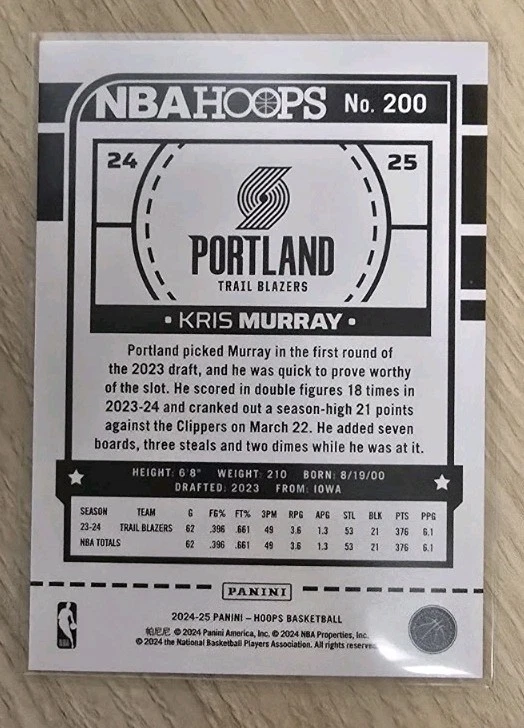 NBA HOOPS No. 200
24 25
PORTLAND
TRAIL BLAZERS
• KRIS MURRAY •
Portland picked Murray in the first round of
the 2023 draft, and he was quick to prove worthy
of the slot. He scored in double figures 18 times in
2023-24 and cranked out a season-high 21 points
against the Clippers on March 22. He added seven
boards, three steals and two dimes while he was at it.
HEIGHT: 6'8" WEIGHT: 210 BORN: 8/19/00
DRAFTED: 2023 FROM: IOWA
SEASON TEAM G FG% FT% 3PM RPG APG STL BLK PTS PPG
23-24 TRAIL BLAZERS 62 .396 .661 49 3.6 1.3 53 21 376 6.1
NBA TOTALS 62 .396 .661 49 3.6 1.3 53 21 376 6.1
PANINI
2024-25 PANINI – HOOPS BASKETBALL
帕尼尼 © 2024 Panini America, Inc. © 2024 NBA Properties, Inc.
© 2024 the National Basketball Players Association. All rights reserved.
NBA